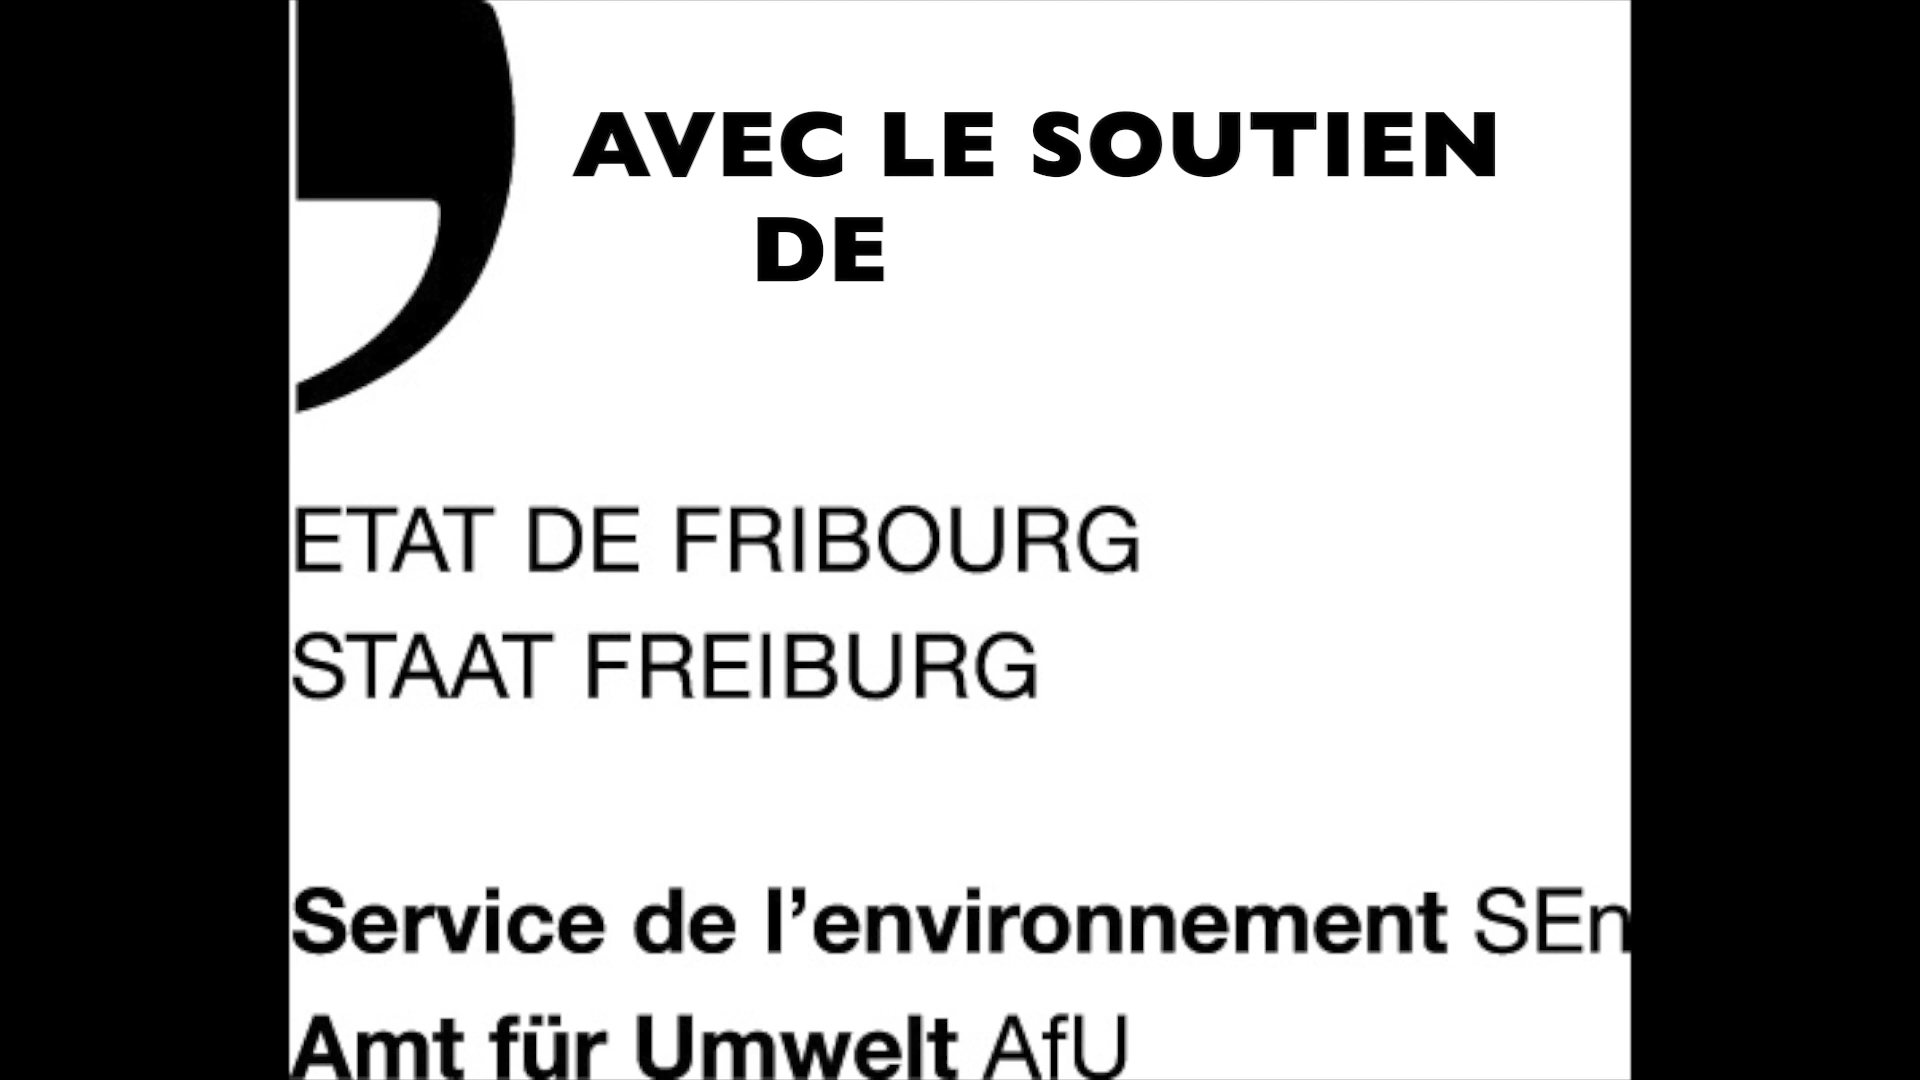 AVEC LE SOUTIEN
DE
ETAT DE FRIBOURG
STAAT FREIBURG
Service de l’environnement SEn
Amt für Umwelt AfU